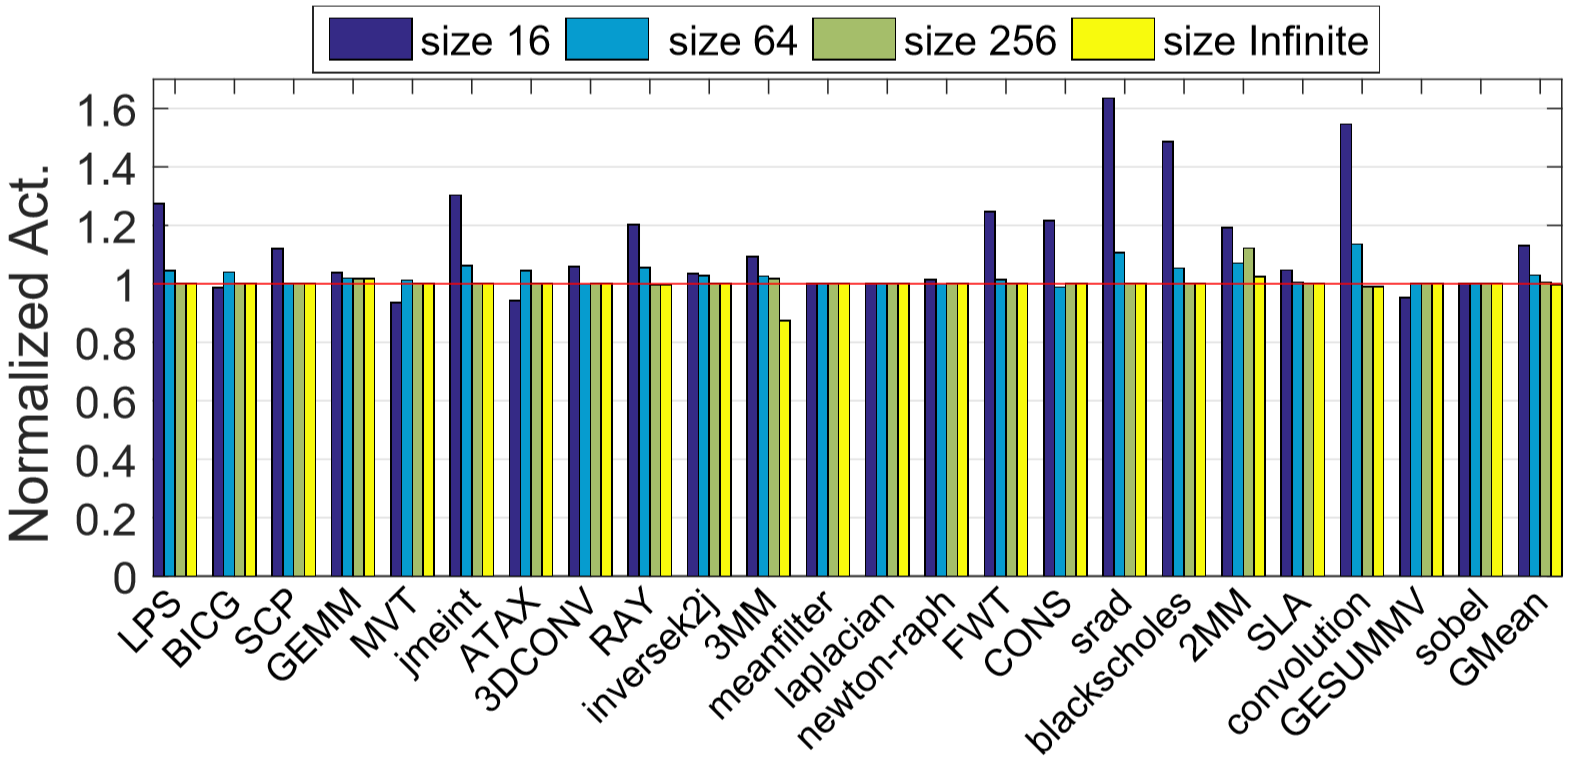 size 16 size 64 size 256 size Infinite
Normalized Act.
1.6
1.4
1.2
1
0.8
0.6
0.4
0.2
0
LPS
BICG
SCP
GEMM
MVT
jmeint
ATAX
3DCONV
RAY
inversek2j
3MM
meanfilter
laplacian
newton-raph
FWT
CONS
srad
blackscholes
2MM
SLA
convolution
GESUMMV
sobel
GMean